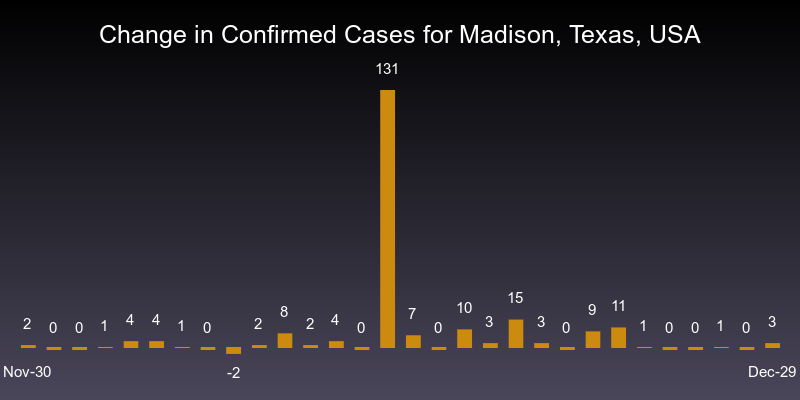 Change in Confirmed Cases for Madison, Texas, USA
131
2 0 0 1 4 4 1 0 2 8 2 4 0 7 0 10 3 15 3 0 9 11 1 0 0 1 0 3
Nov-30 -2 Dec-29